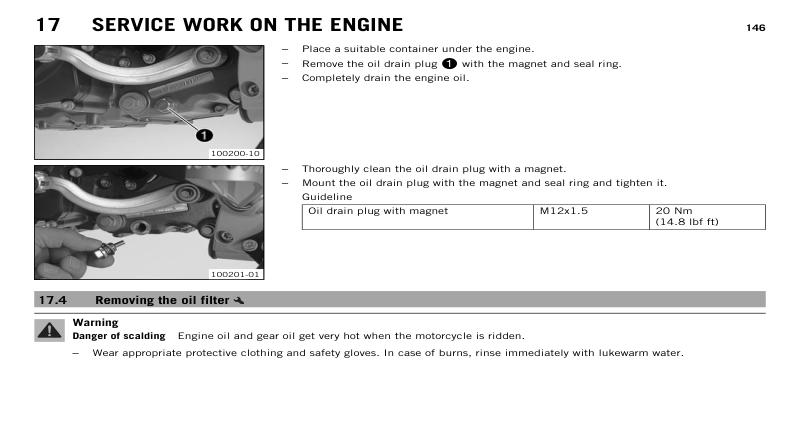 17 SERVICE WORK ON THE ENGINE 146
– Place a suitable container under the engine.
– Remove the oil drain plug 1 with the magnet and seal ring.
– Completely drain the engine oil.
1
100200-10
– Thoroughly clean the oil drain plug with a magnet.
– Mount the oil drain plug with the magnet and seal ring and tighten it.
Guideline
Oil drain plug with magnet M12x1.5 20 Nm
(14.8 lbf ft)
100201-01
17.4 Removing the oil filter
Warning
Danger of scalding Engine oil and gear oil get very hot when the motorcycle is ridden.
– Wear appropriate protective clothing and safety gloves. In case of burns, rinse immediately with lukewarm water.